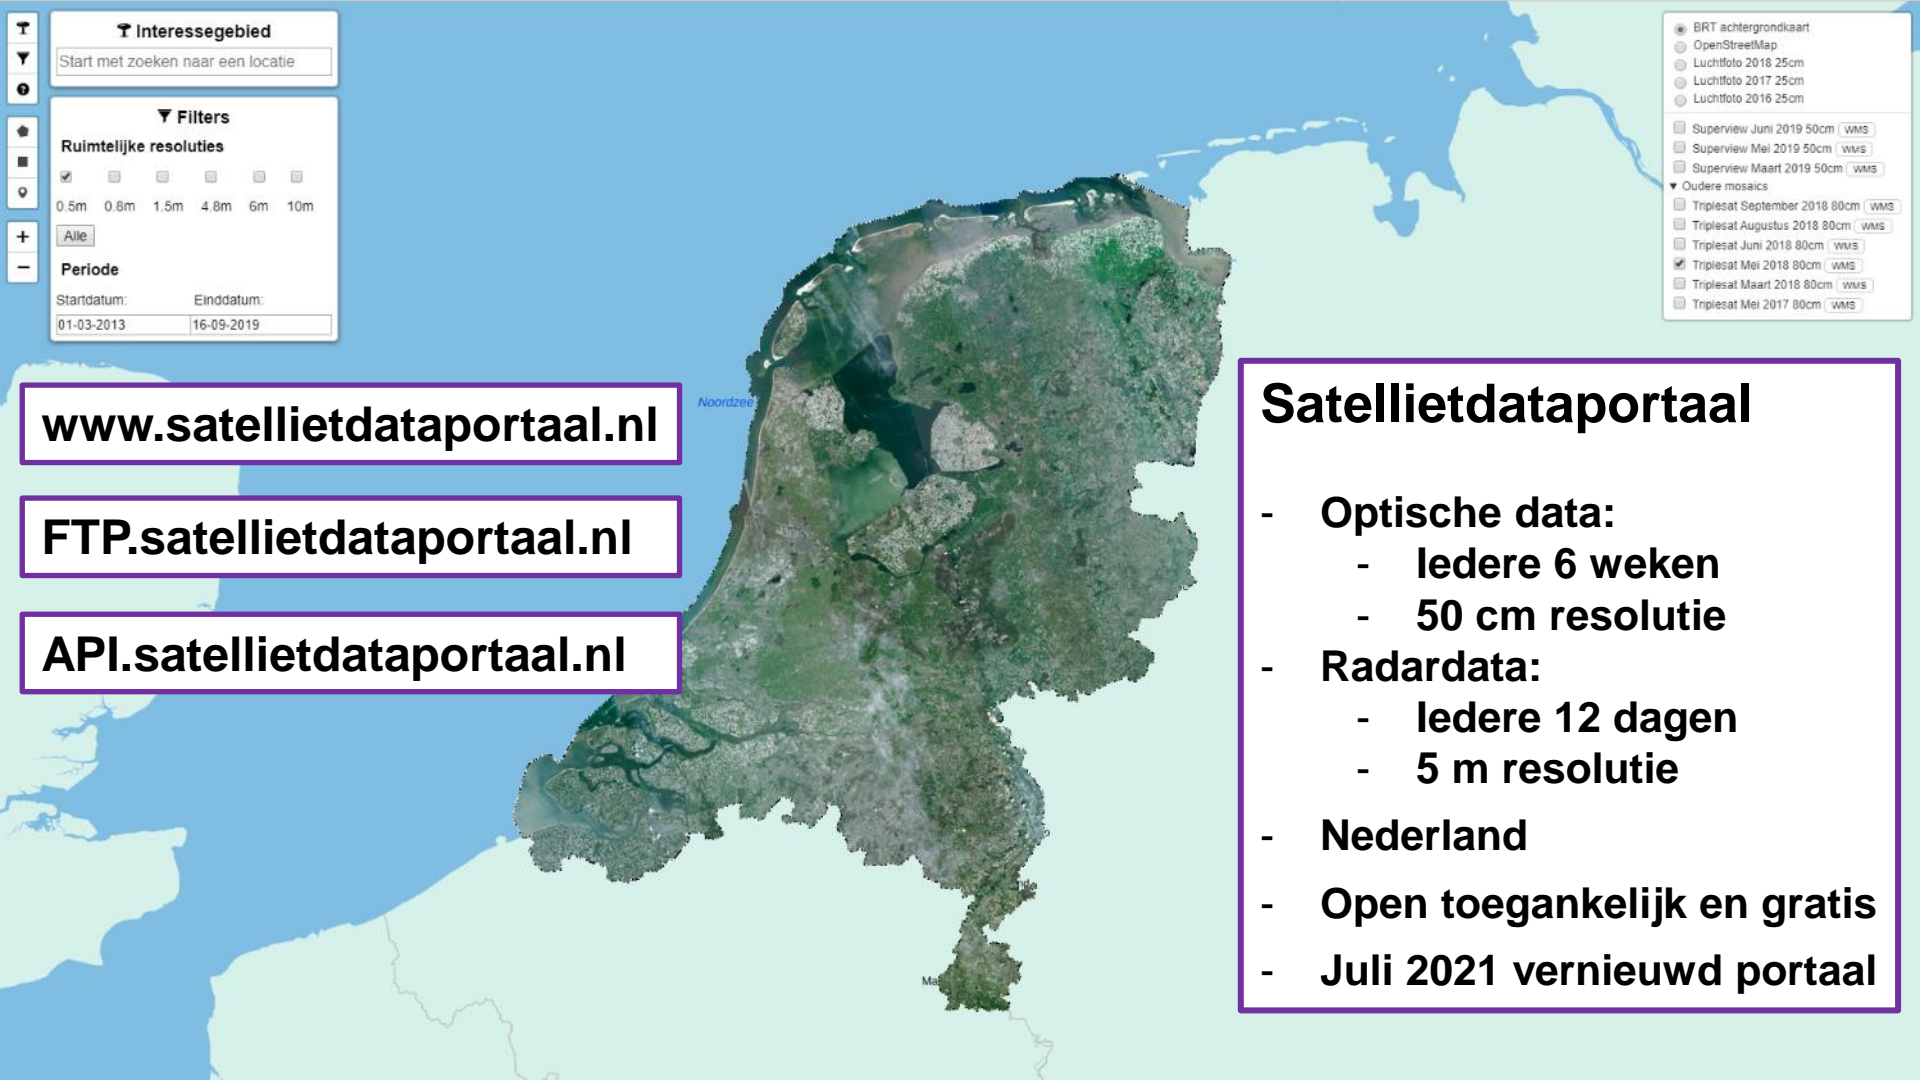 Interessegebied
Start met zoeken naar een locatie
Filters
Ruimtelijke resoluties
0.5m 0.8m 1.5m 4.8m 6m 10m
Alle
Periode
Startdatum: Einddatum:
01-03-2013 16-09-2019
www.satellietdataportaal.nl
FTP.satellietdataportaal.nl
API.satellietdataportaal.nl
Noordzee
BRT achtergrondkaart
OpenStreetMap
Luchtfoto 2018 25cm
Luchtfoto 2017 25cm
Luchtfoto 2016 25cm
Superview Juni 2019 50cm WMS
Superview Mei 2019 50cm WMS
Superview Maart 2019 50cm WMS
▼ Oudere mosaics
Triplesat September 2018 80cm WMS
Triplesat Augustus 2018 80cm WMS
Triplesat Juni 2018 80cm WMS
Triplesat Mei 2018 80cm WMS
Triplesat Maart 2018 80cm WMS
Triplesat Mei 2017 80cm WMS
Satellietdataportaal
- Optische data:
- Iedere 6 weken
- 50 cm resolutie
- Radardata:
- Iedere 12 dagen
- 5 m resolutie
- Nederland
- Open toegankelijk en gratis
- Juli 2021 vernieuwd portaal